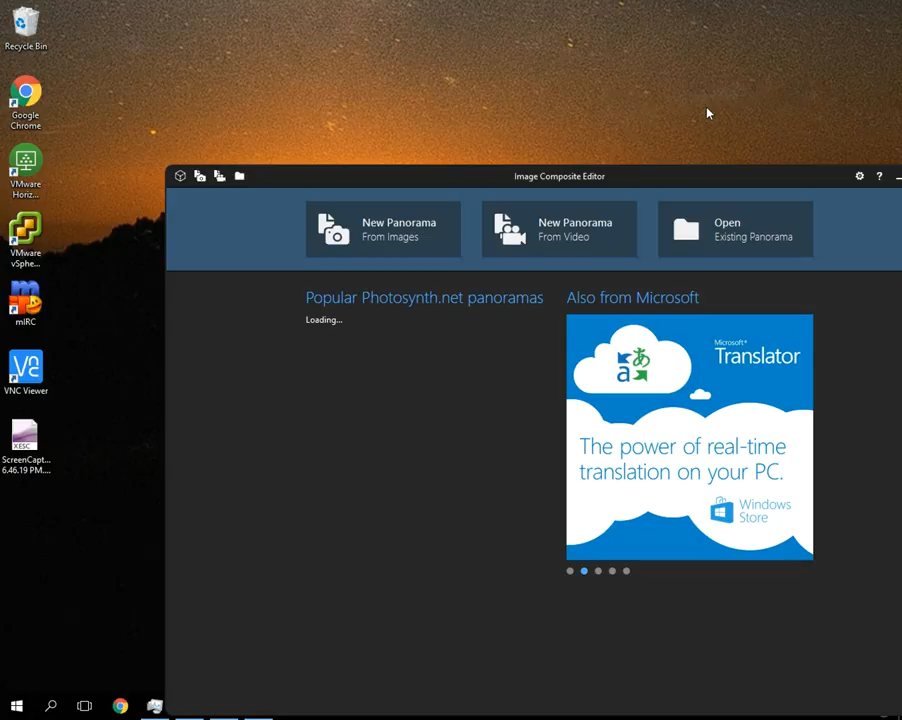 Recycle Bin
Google
Chrome
VMware
Horiz...
VMware
vSphe...
mIRC
VNC Viewer
XESC
ScreenCapt...
6.46.19 PM....
Image Composite Editor
?
New Panorama
From Images
New Panorama
From Video
Open
Existing Panorama
Popular Photosynth.net panoramas
Loading...
Also from Microsoft
Microsoft®
Translator
a あ
The power of real-time
translation on your PC.
Windows
Store